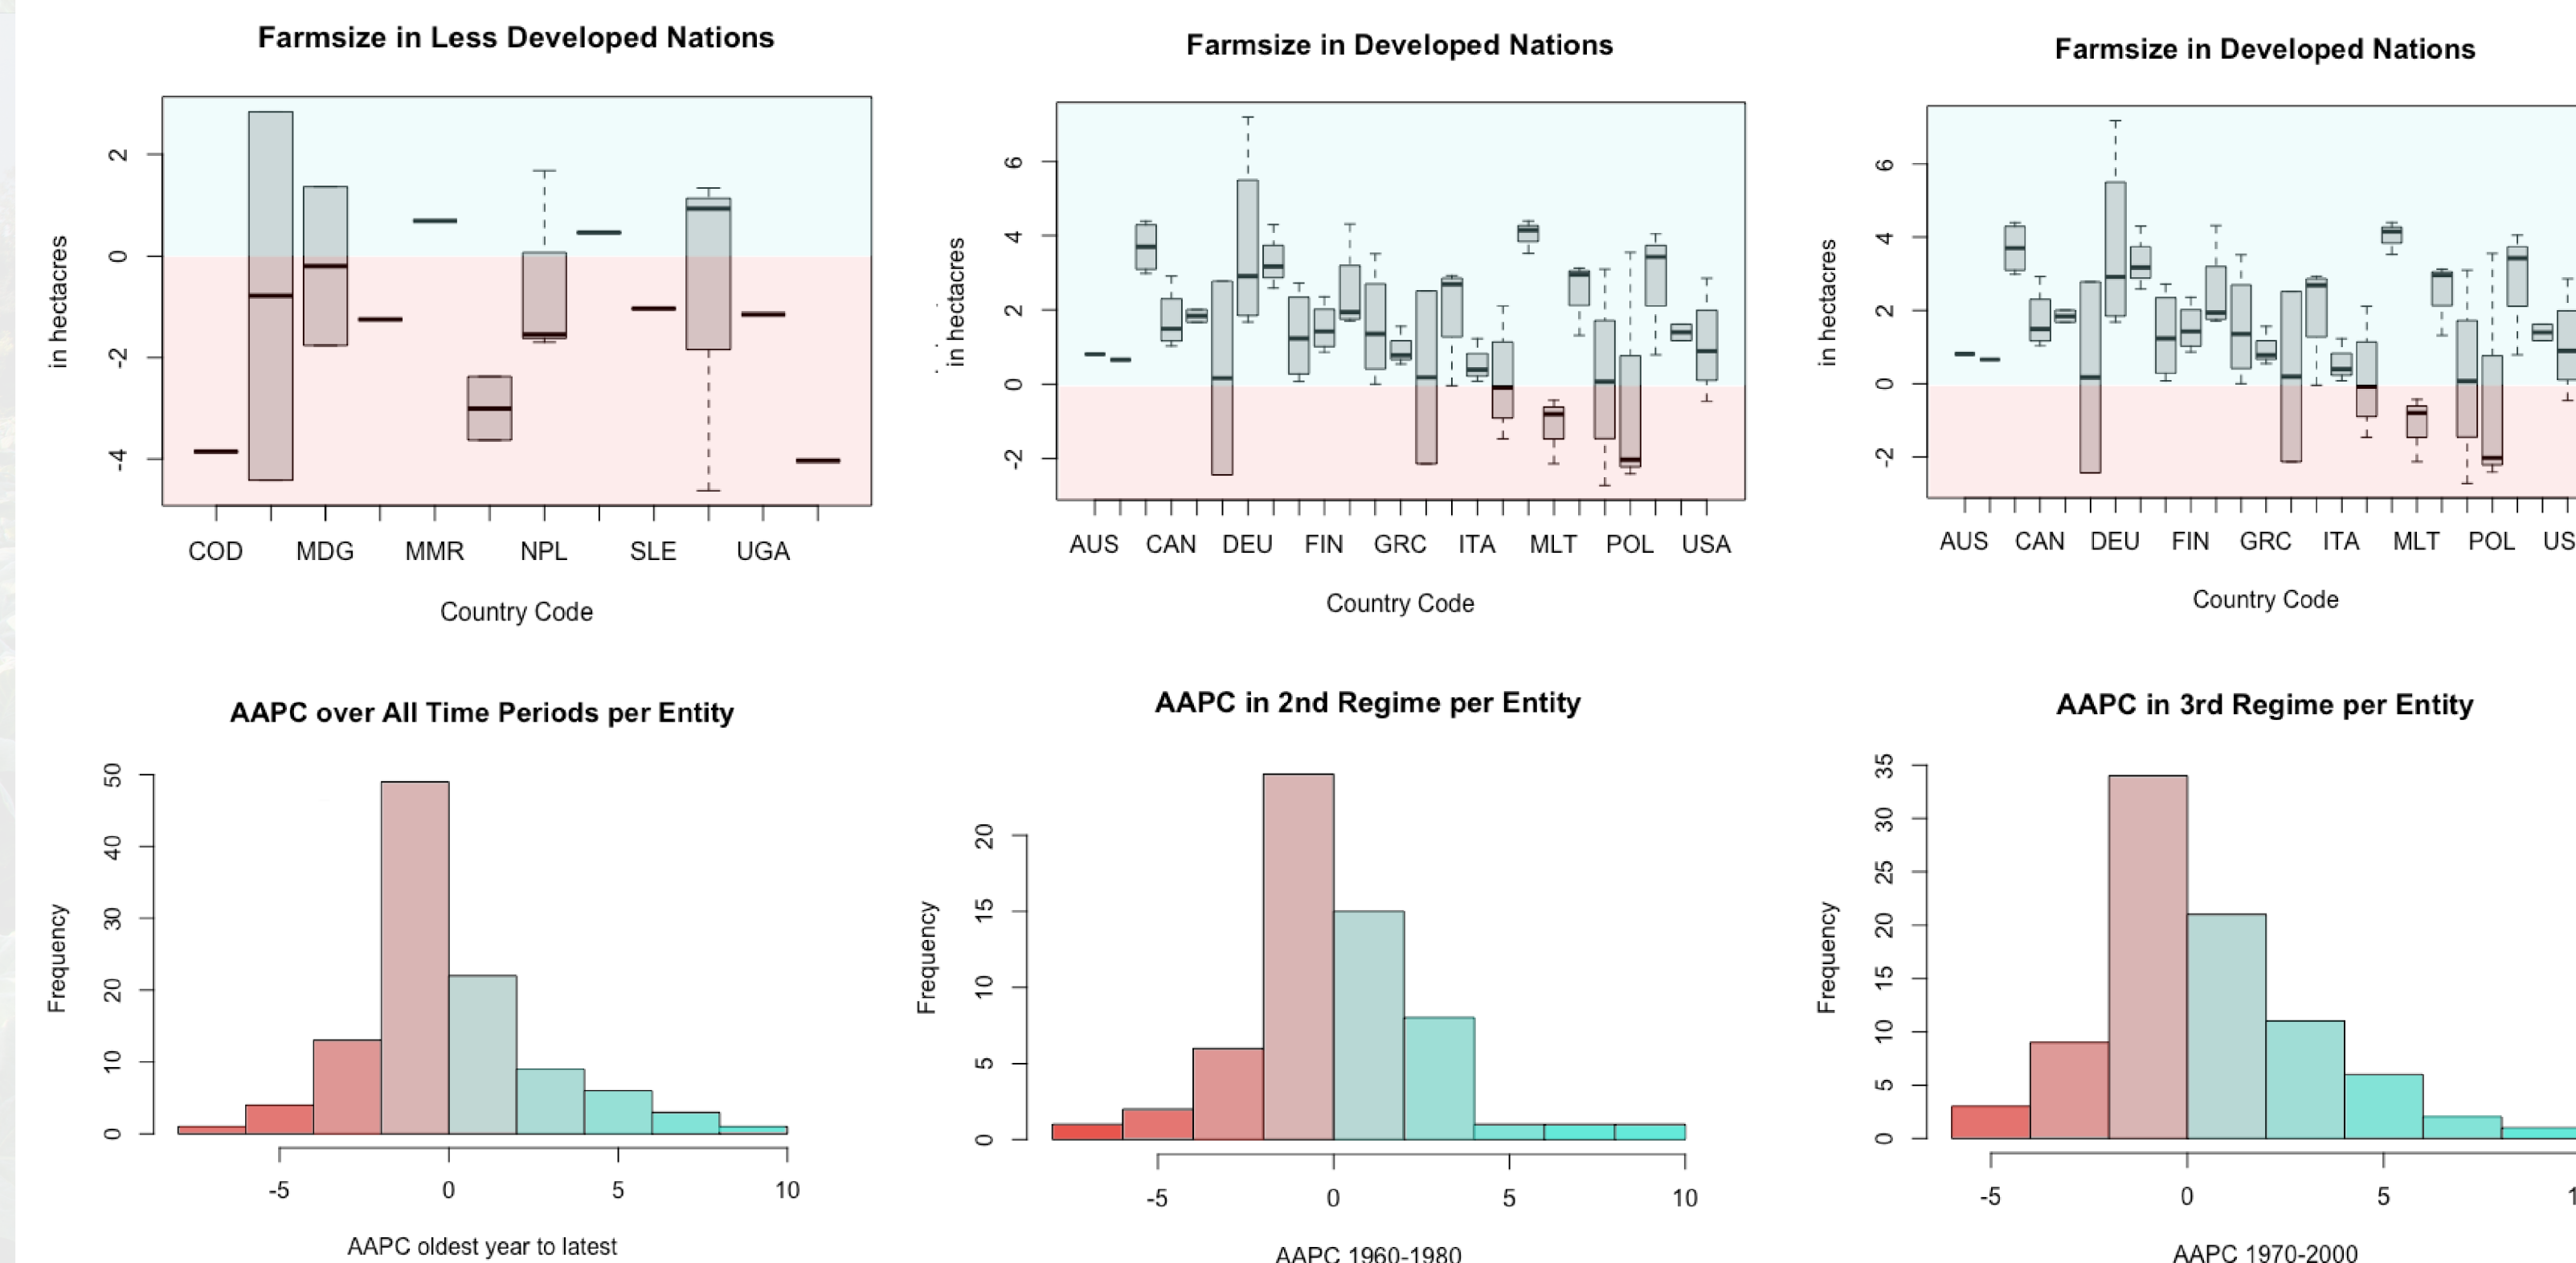 Farmsize in Less Developed Nations
in hectacres
2
0
-2
-4
COD MDG MMR NPL SLE UGA
Country Code
Farmsize in Developed Nations
in hectacres
6
4
2
0
-2
AUS CAN DEU FIN GRC ITA MLT POL USA
Country Code
Farmsize in Developed Nations
in hectacres
6
4
2
0
-2
AUS CAN DEU FIN GRC ITA MLT POL US
Country Code
AAPC over All Time Periods per Entity
Frequency
50
40
30
20
10
0
-5 0 5 10
AAPC oldest year to latest
AAPC in 2nd Regime per Entity
Frequency
20
15
10
5
0
-5 0 5 10
AAPC 1960-1980
AAPC in 3rd Regime per Entity
Frequency
35
30
25
20
15
10
5
0
-5 0 5 1
AAPC 1970-2000